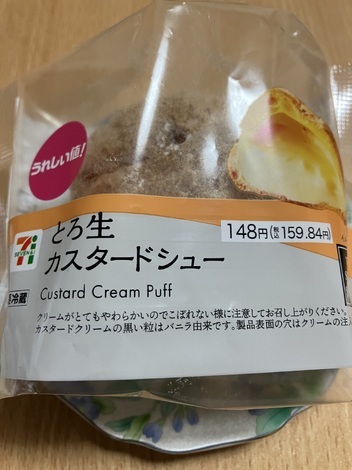 うれしい値!
とろ生
148円(税込159.84円)
7
SEVEN&i
カスタードシュー
冷蔵
Custard Cream Puff
クリームがとてもやわらかいのでこぼれない様に注意してお召し上がりください。
カスタードクリームの黒い粒はバニラ由来です。製品表面の穴はクリームの注入